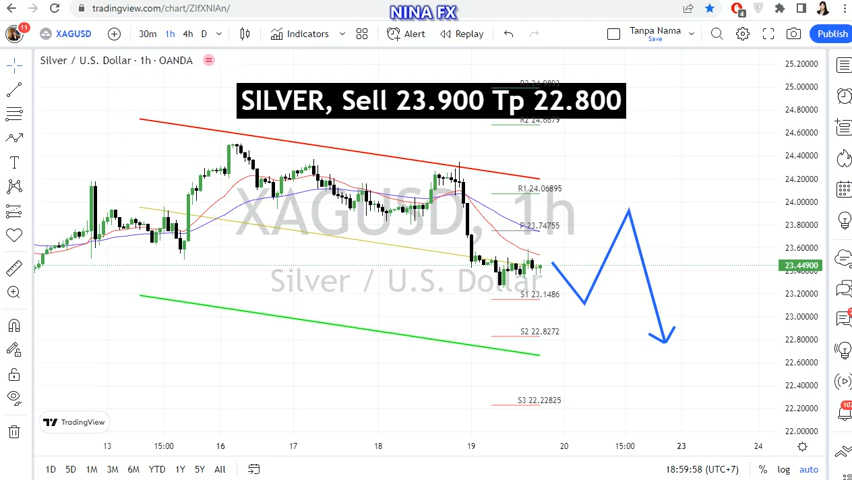 tradingview.com/chart/ZIfXNIAn/
NINA FX
4
11
XAGUSD
30m 1h 4h D
Indicators
Alert
Replay
Tanpa Nama
Save
Publish
Silver / U.S. Dollar · 1h · OANDA
SILVER, Sell 23.900 Tp 22.800
R2 24.6679
R1 24.06895
P 23.74755
S1 23.1486
S2 22.8272
S3 22.22825
XAGUSD, 1h
Silver / U.S. Dollar
25.20000
25.00000
24.80000
24.60000
24.40000
24.20000
24.00000
23.80000
23.60000
23.44900
23.20000
23.00000
22.80000
22.60000
22.40000
22.20000
22.00000
TradingView
13 15:00 16 17 18 19 20 15:00 23 24
1D 5D 1M 3M 6M YTD 1Y 5Y All
18:59:58 (UTC+7)
% log auto